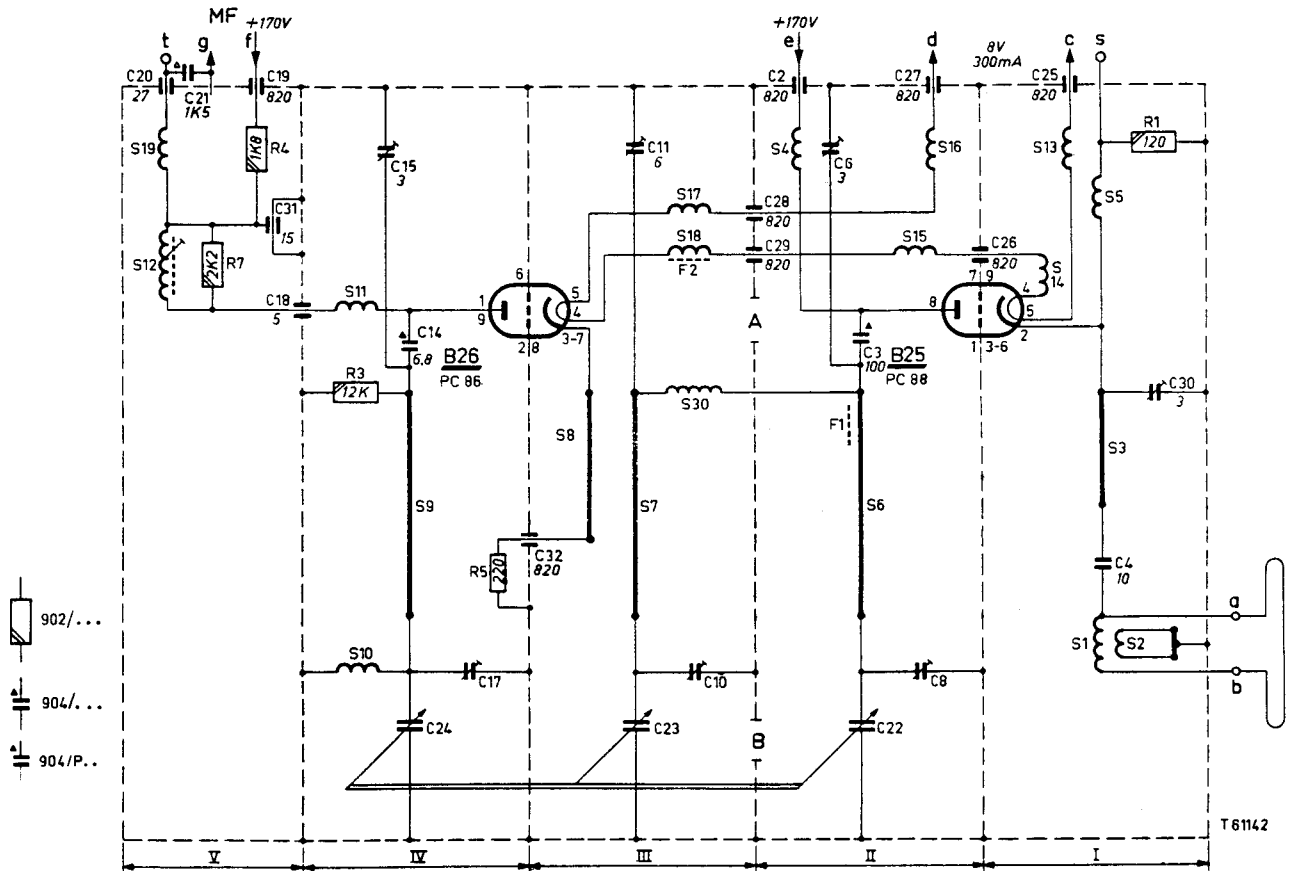 MF
+170V
+170V
t
g
f
e
d
8V
300mA
c
s
C20
27
C21
1K5
C19
820
C2
820
C27
820
C25
820
S19
1K8
R4
C15
3
C11
6
S4
C6
3
S16
S13
R1
120
S5
S17
C28
820
C31
15
S18
F2
C29
820
S15
C26
820
S
14
S12
2K2
R7
C18
5
S11
6
1
9
5
4
3-7
2
8
7
9
8
4
5
2
1
3-6
A
C14
6,8
B26
PC 86
C3
100
B25
PC 88
R3
12K
S30
C30
3
F1
S8
S3
S9
S7
S6
R5
220
C32
820
C4
10
902/...
a
S1
S2
b
S10
C17
C10
C8
904/...
C24
C23
B
C22
904/P..
T61142
V
IV
III
II
I